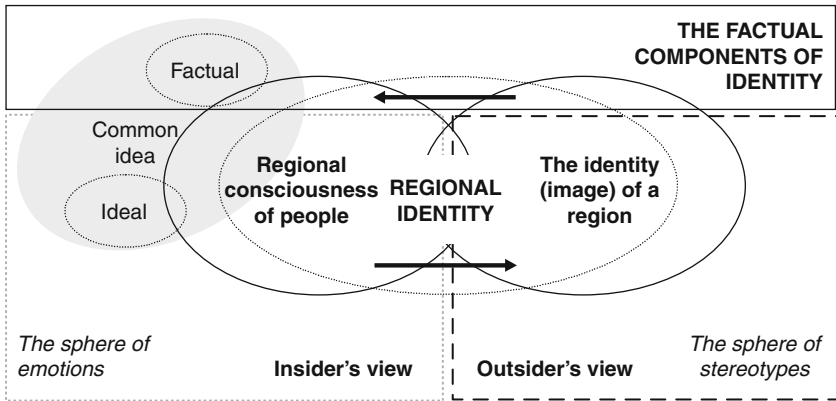 THE FACTUAL
COMPONENTS OF
IDENTITY
Factual
Common
idea
Ideal
Regional
consciousness
of people
REGIONAL
IDENTITY
The identity
(image) of a
region
The sphere of
emotions
Insider's view
Outsider's view
The sphere of
stereotypes